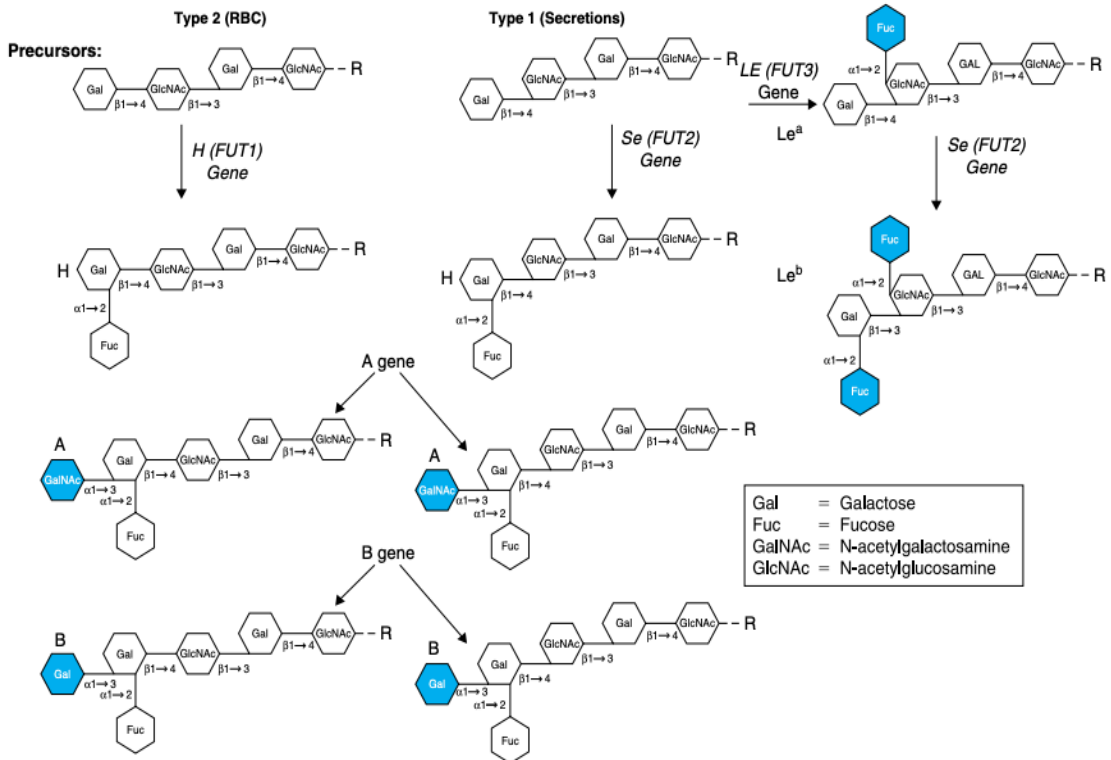 Type 2 (RBC)
Type 1 (Secretions)
Precursors:
Gal
β1→4
GlcNAc
β1→3
Gal
β1→4
GlcNAc
R
Gal
β1→4
GlcNAc
β1→3
Gal
β1→4
GlcNAc
R
LE (FUT3)
Gene
Le^a
Fuc
α1→2
Gal
β1→4
GlcNAc
β1→3
GAL
β1→4
GlcNAc
R
H (FUT1)
Gene
Se (FUT2)
Gene
Se (FUT2)
Gene
H
Gal
β1→4
GlcNAc
β1→3
Gal
β1→4
GlcNAc
R
α1→2
Fuc
H
Gal
β1→4
GlcNAc
β1→3
Gal
β1→4
GlcNAc
R
α1→2
Fuc
Le^b
Fuc
α1→2
Gal
β1→3
GlcNAc
β1→3
GAL
β1→4
GlcNAc
R
α1→2
Fuc
A gene
A
GalNAc
α1→3
Gal
β1→4
GlcNAc
β1→3
Gal
β1→4
GlcNAc
R
α1→2
Fuc
A
GalNAc
α1→3
Gal
β1→4
GlcNAc
Gal
β1→4
GlcNAc
R
α1→2
Fuc
Gal = Galactose
Fuc = Fucose
GalNAc = N-acetylgalactosamine
GlcNAc = N-acetylglucosamine
B gene
B
Gal
α1→3
Gal
β1→4
GlcNAc
β1→3
Gal
β1→4
GlcNAc
R
α1→2
Fuc
B
Gal
α1→3
Gal
β1→4
GlcNAc
Gal
β1→4
GlcNAc
R
α1→2
Fuc